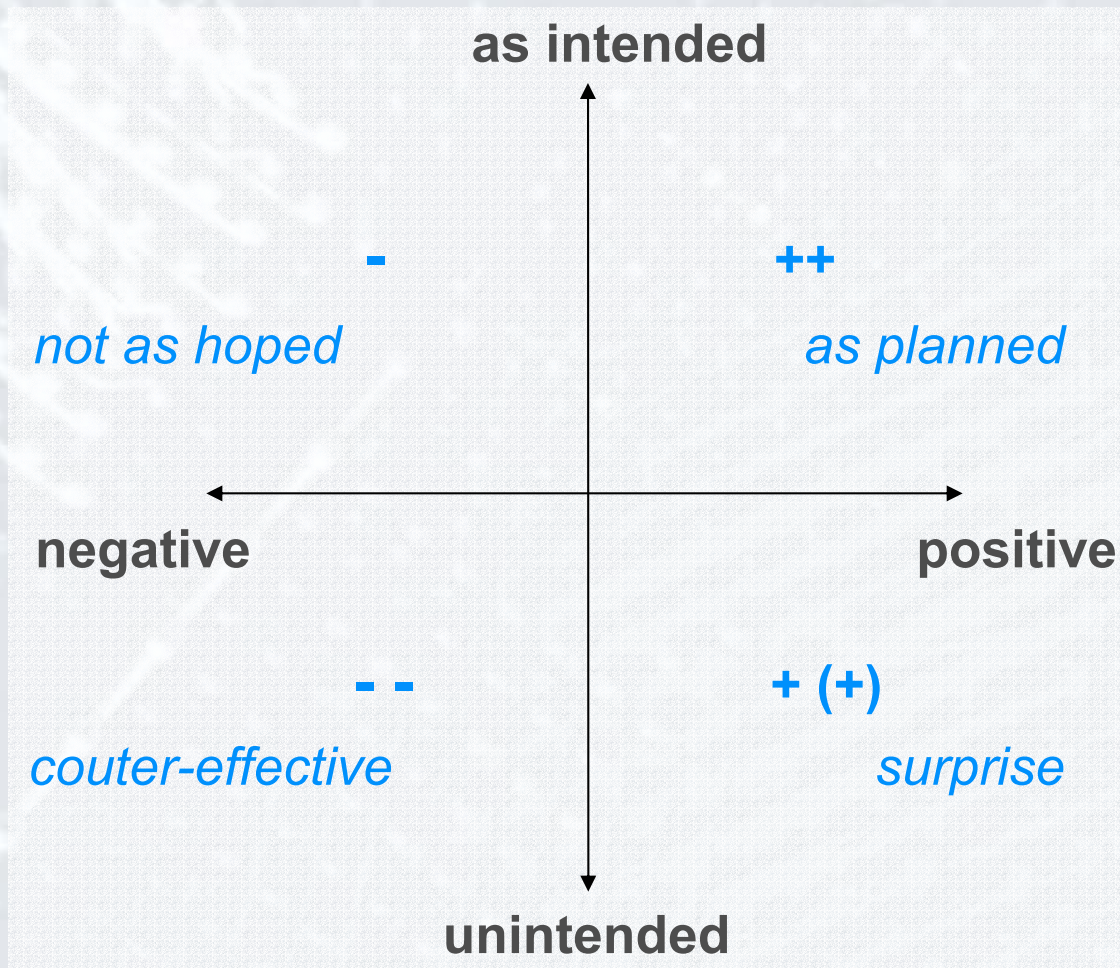 as intended
- ++
not as hoped as planned
negative positive
- - + (+)
couter-effective surprise
unintended